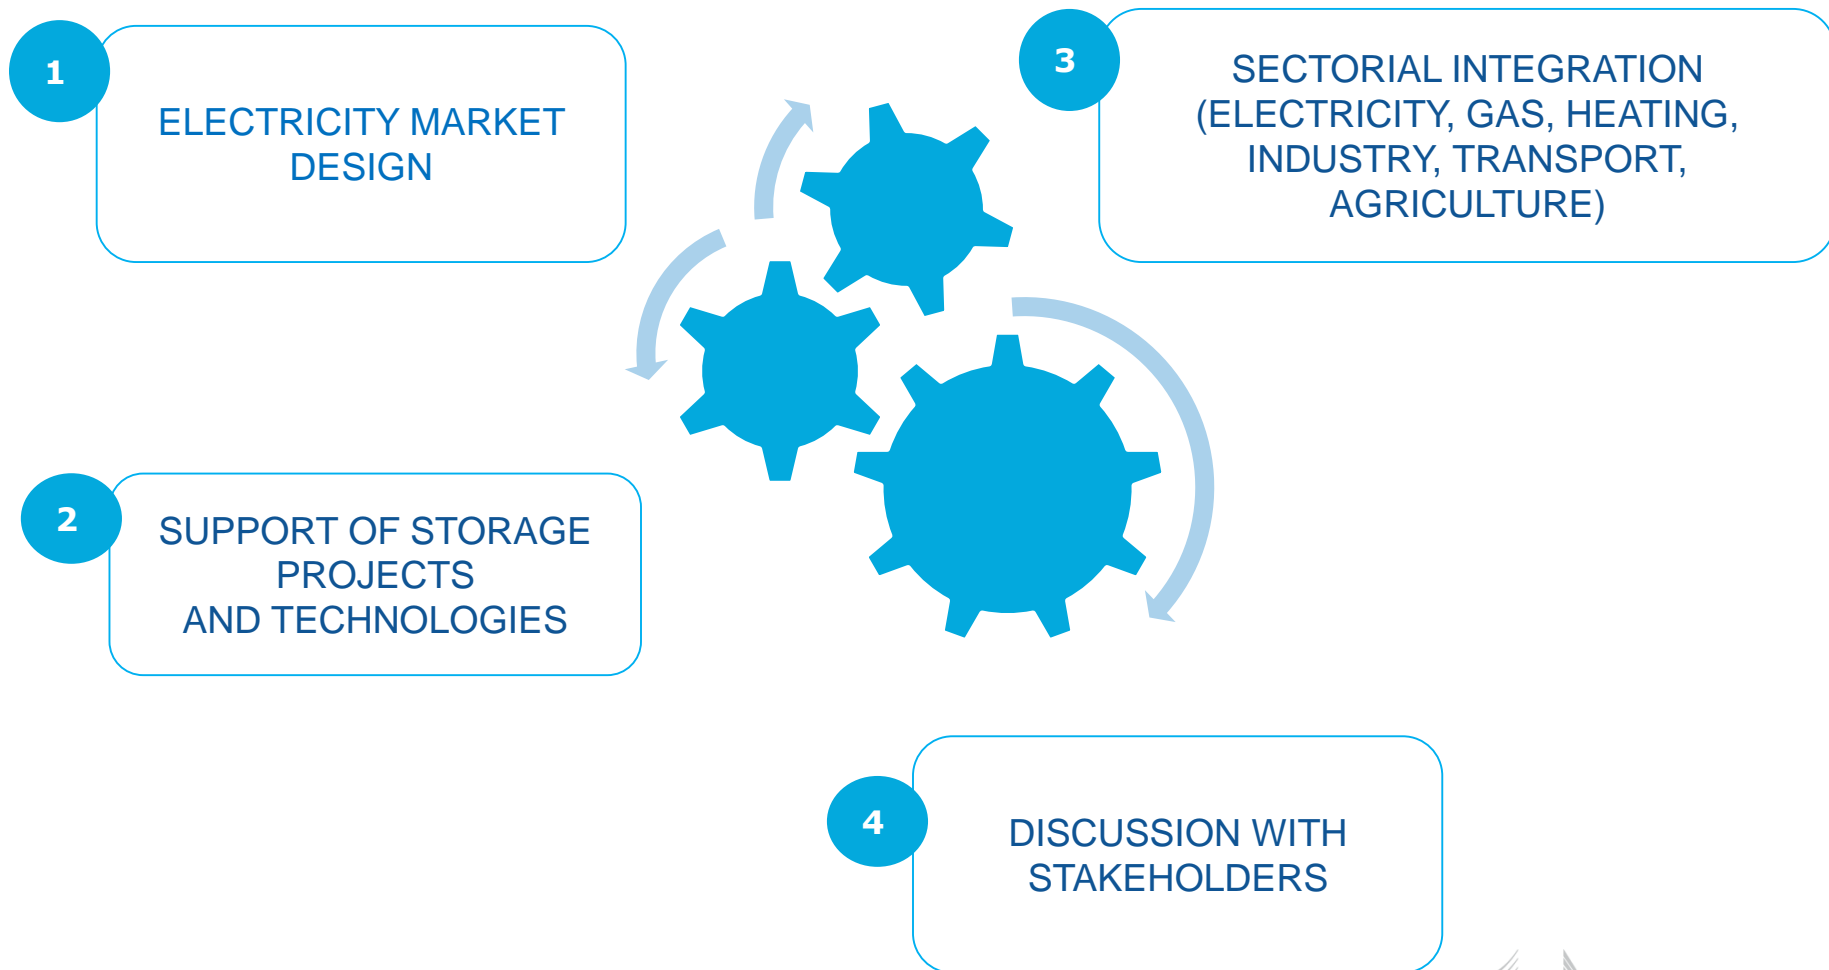 1
ELECTRICITY MARKET
DESIGN
2
SUPPORT OF STORAGE
PROJECTS
AND TECHNOLOGIES
3
SECTORIAL INTEGRATION
(ELECTRICITY, GAS, HEATING,
INDUSTRY, TRANSPORT,
AGRICULTURE)
4
DISCUSSION WITH
STAKEHOLDERS